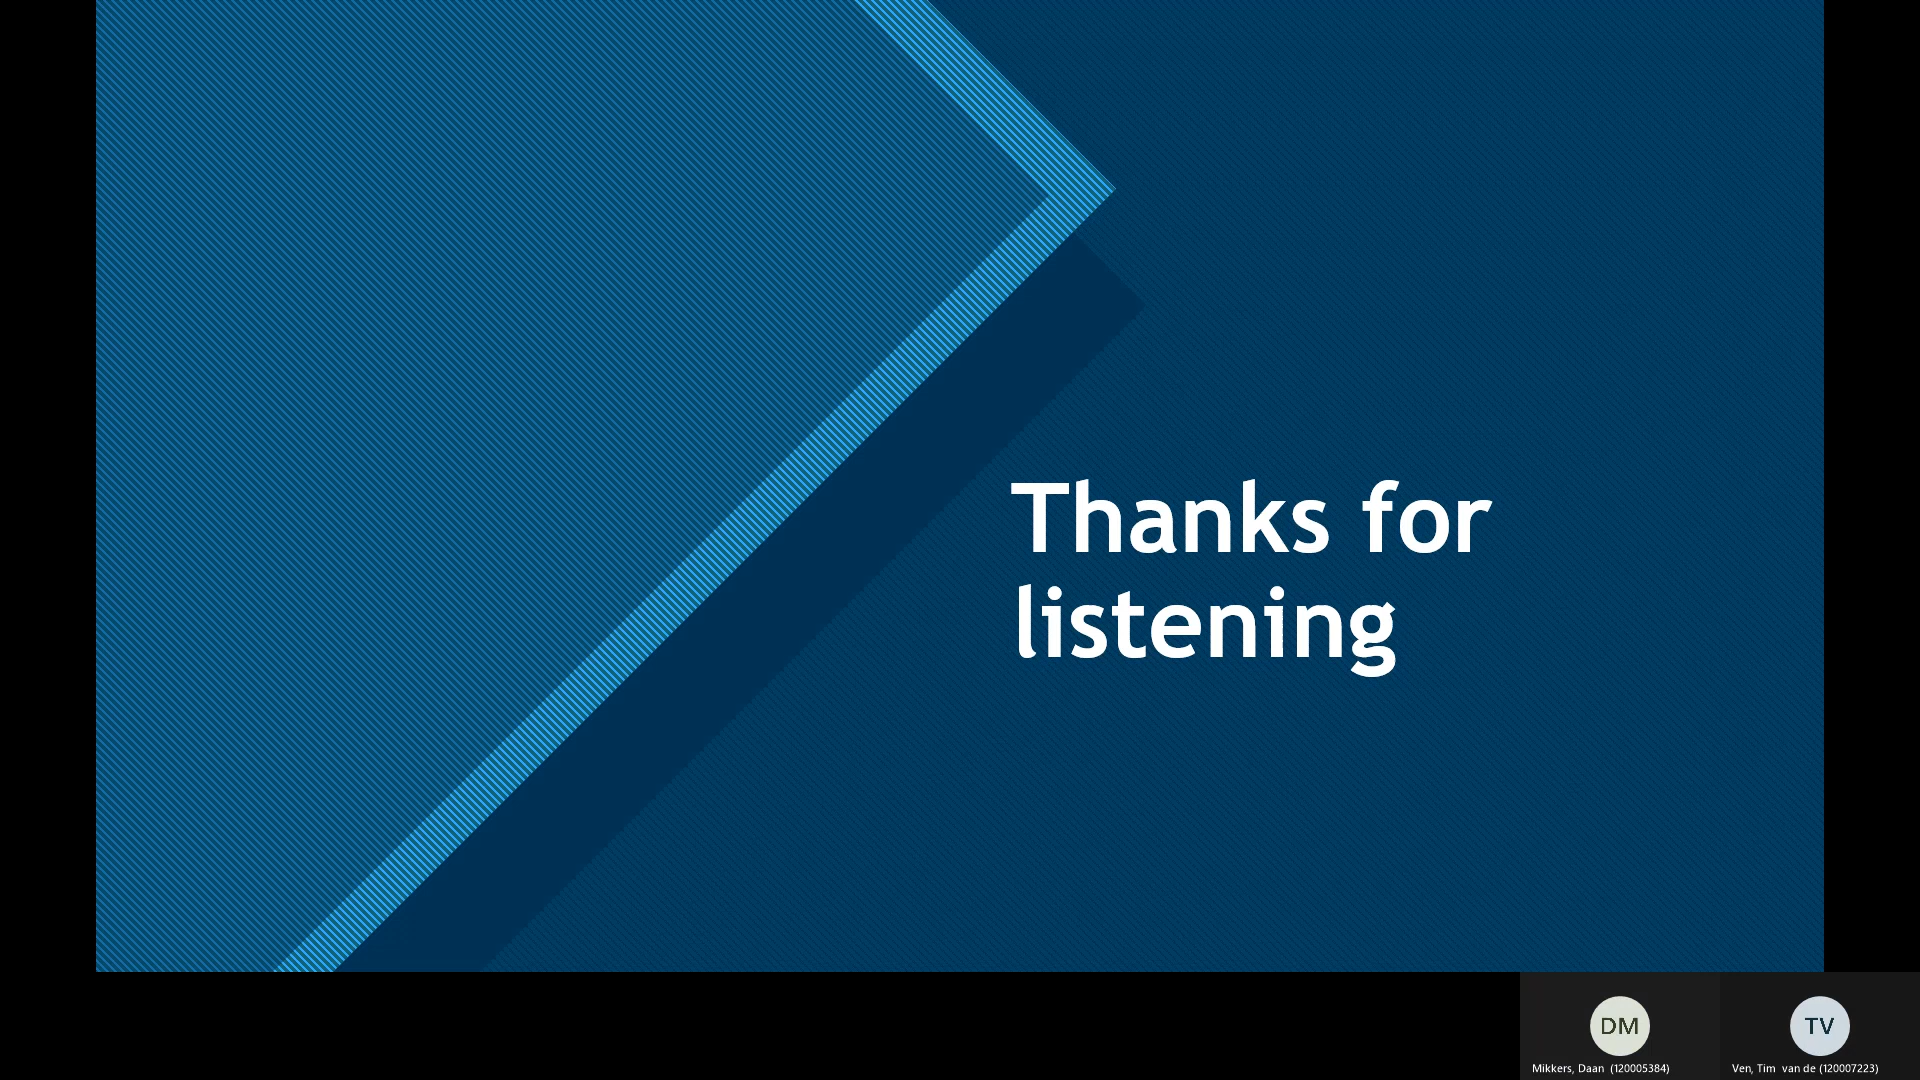 Thanks for
listening
DM
TV
Mikkers, Daan (120005384)
Ven, Tim van de (120007223)